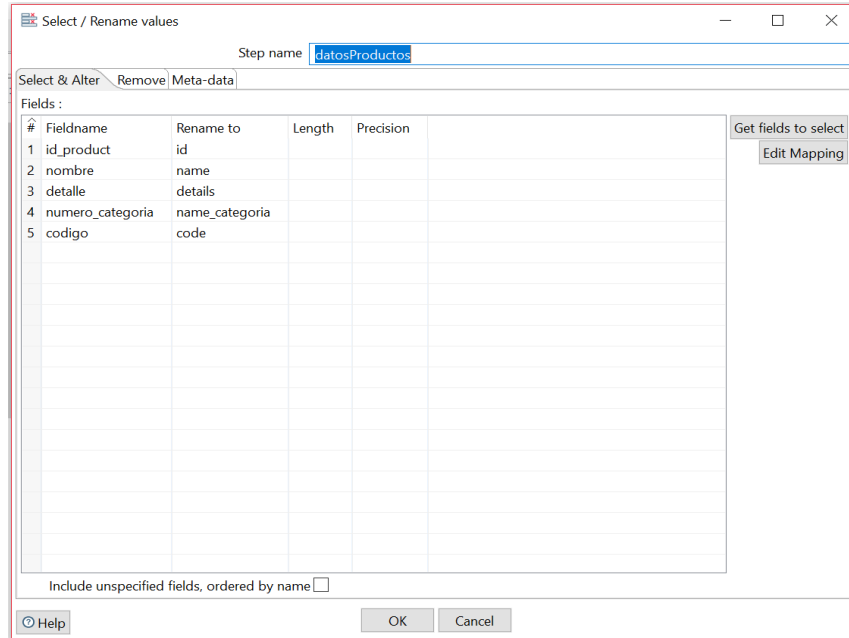 Select / Rename values
Step name datosProductos
Select & Alter Remove Meta-data
Fields :
# Fieldname Rename to Length Precision
Get fields to select
1 id_product id
Edit Mapping
2 nombre name
3 detalle details
4 numero_categoria name_categoria
5 codigo code
Include unspecified fields, ordered by name
Help OK Cancel